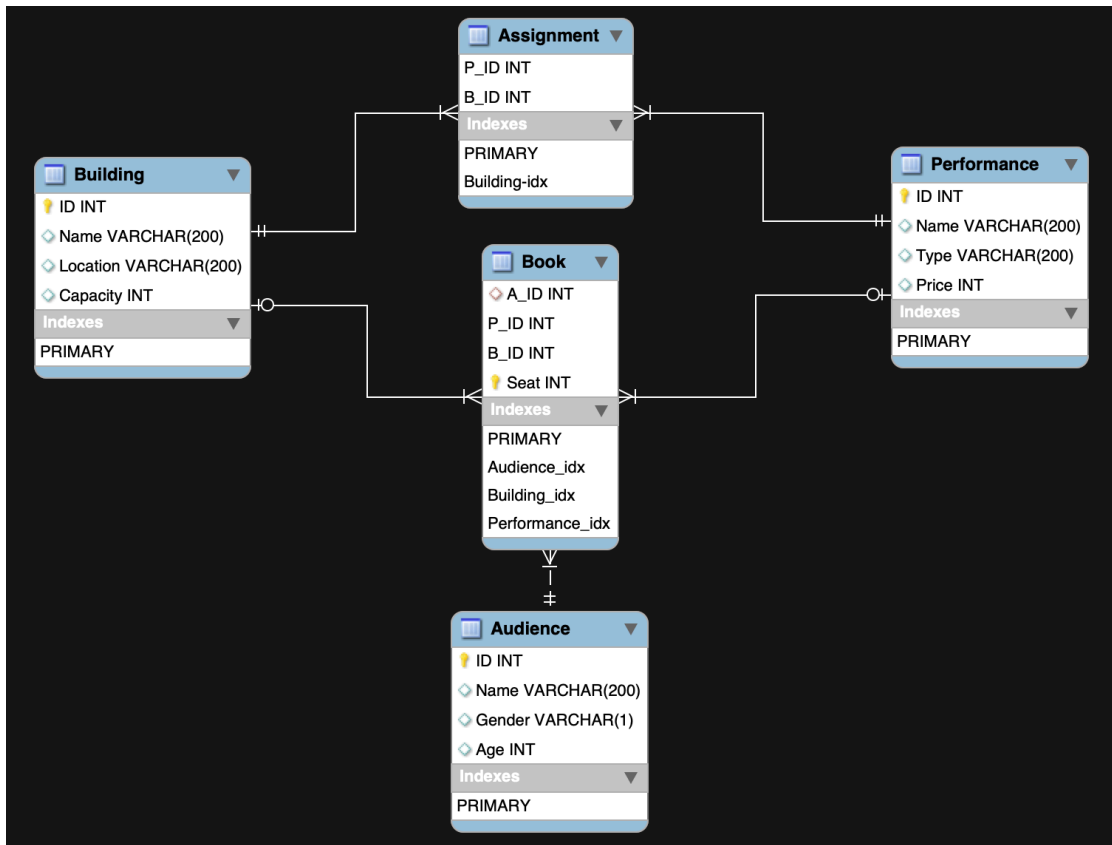 Assignment
P_ID INT
B_ID INT
Indexes
PRIMARY
Building-idx
Building
ID INT
Name VARCHAR(200)
Location VARCHAR(200)
Capacity INT
Indexes
PRIMARY
Performance
ID INT
Name VARCHAR(200)
Type VARCHAR(200)
Price INT
Indexes
PRIMARY
Book
A_ID INT
P_ID INT
B_ID INT
Seat INT
Indexes
PRIMARY
Audience_idx
Building_idx
Performance_idx
Audience
ID INT
Name VARCHAR(200)
Gender VARCHAR(1)
Age INT
Indexes
PRIMARY